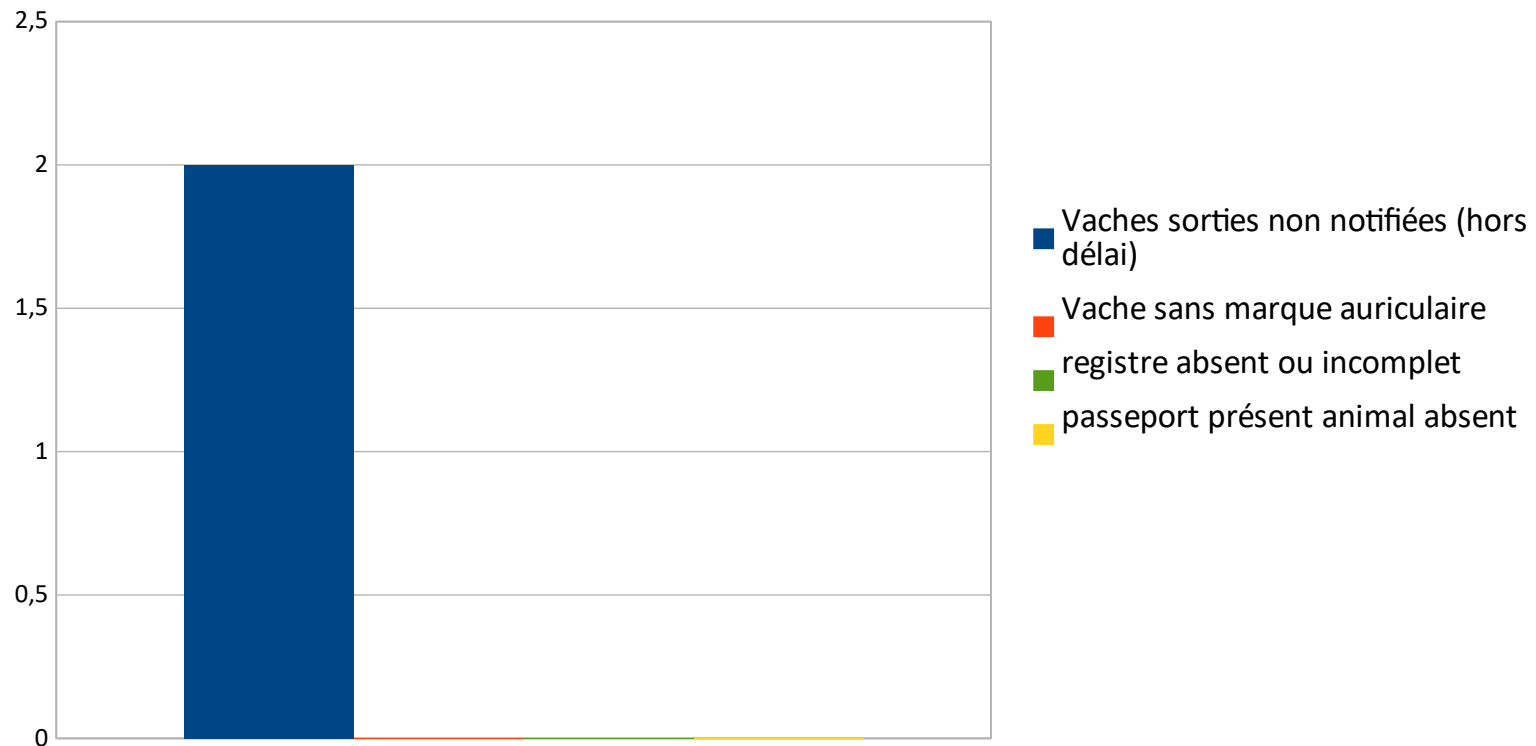 2,5
2
1,5
1
0,5
0
Vaches sorties non notifiées (hors
délai)
Vache sans marque auriculaire
registre absent ou incomplet
passeport présent animal absent